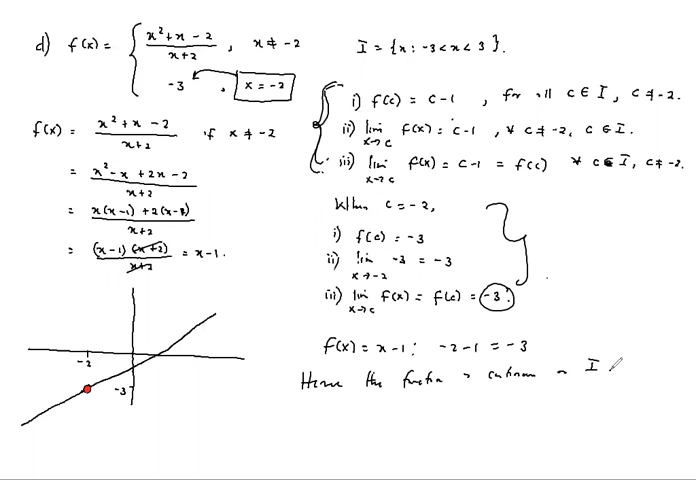 d) f(x) = { x² + x - 2 / x+2 , x ≠ -2
-3 , x = -2
I = {x : -3 < x < 3}.
f(x) = x² + x - 2 / x+2 if x ≠ -2
= x² - x + 2x - 2 / x+2
= x(x-1) + 2(x-1) / x+2
= (x-1)(x+2) / x+2 = x-1.
-2
-3
i) f(c) = c-1 , for all c ∈ I, c ≠ -2.
ii) lim x→c f(x) = c-1 , ∀ c ≠ -2, c ∈ I.
iii) lim x→c f(x) = c-1 = f(c) ∀ c ∈ I, c ≠ -2.
When c = -2,
i) f(c) = -3
ii) lim x→-2 -3 = -3
iii) lim x→c f(x) = f(c) = -3.
f(x) = x-1 : -2-1 = -3
Hence the function is continuous on I